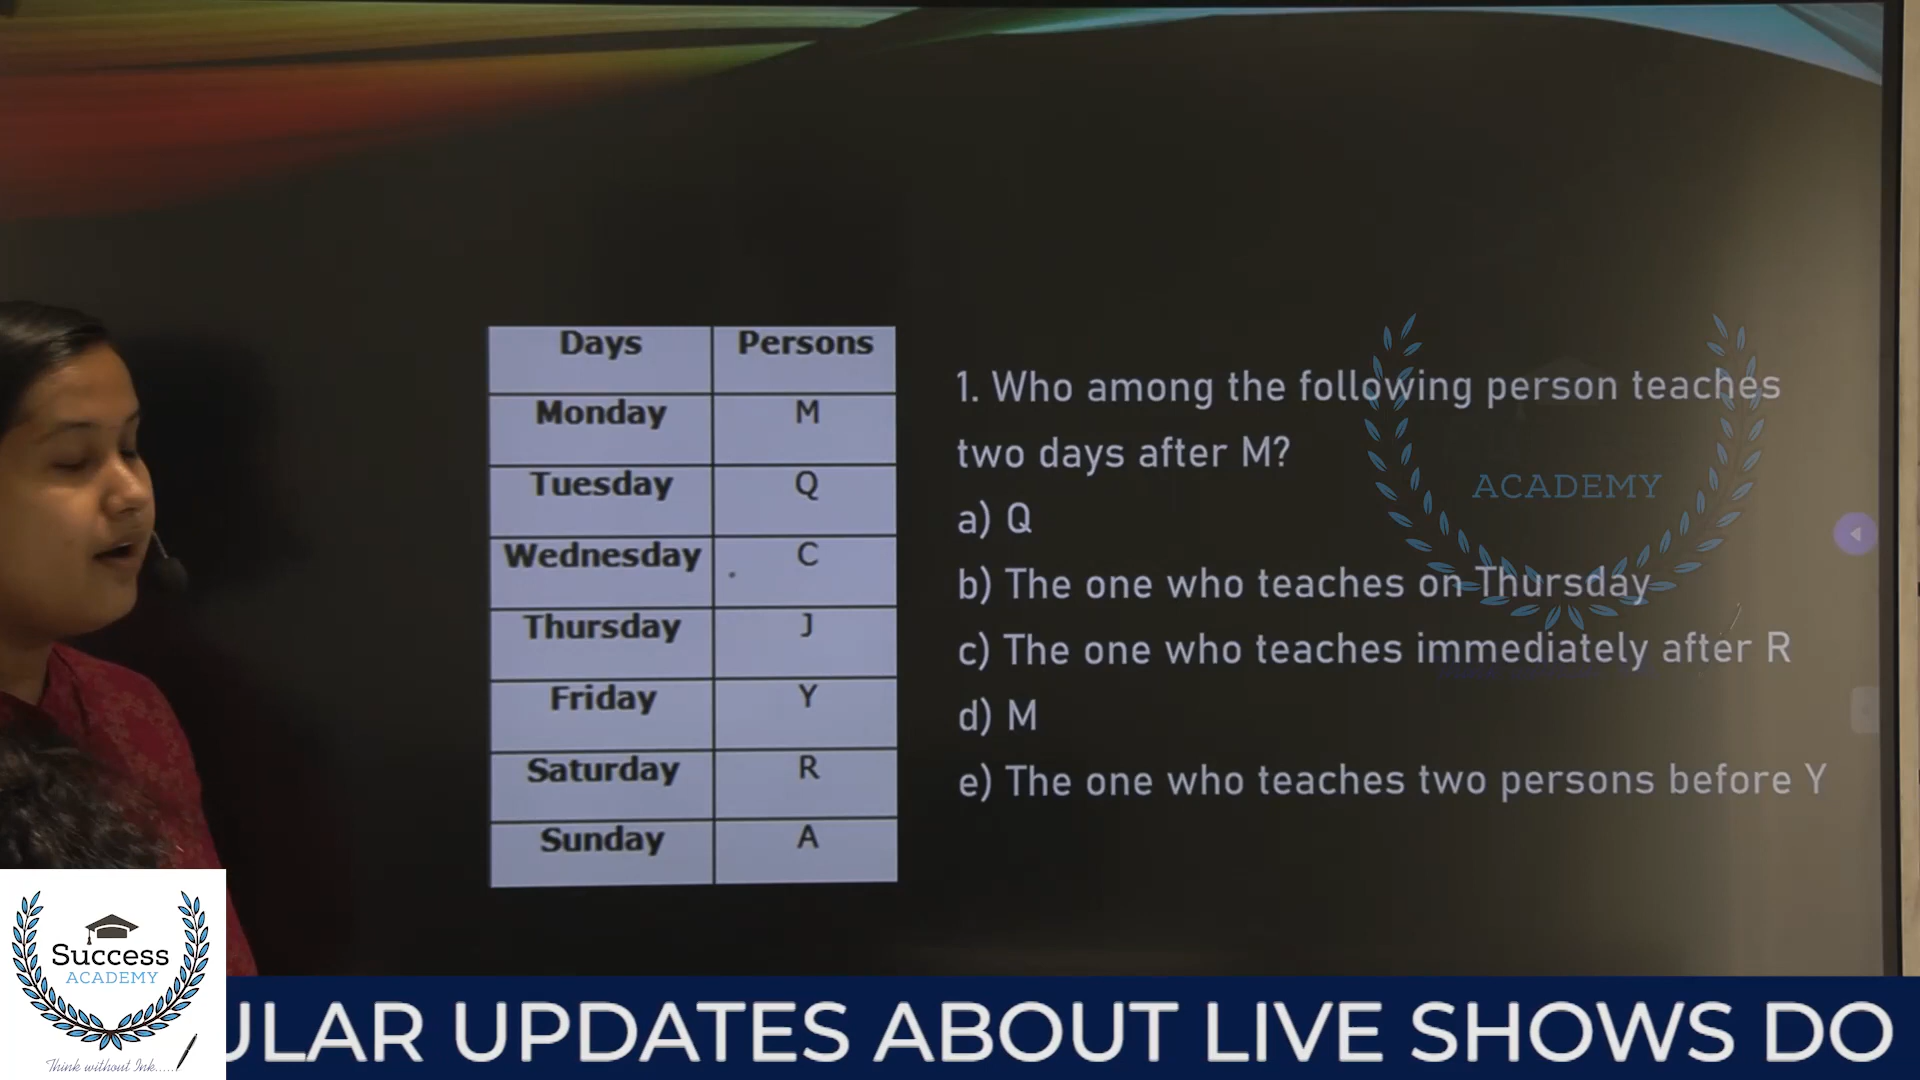 Days Persons
Monday M
Tuesday Q
Wednesday C
Thursday J
Friday Y
Saturday R
Sunday A
1. Who among the following person teaches
two days after M?
a) Q
b) The one who teaches on Thursday
c) The one who teaches immediately after R
d) M
e) The one who teaches two persons before Y
ACADEMY
Success
ACADEMY
Think without Ink.....
ULAR UPDATES ABOUT LIVE SHOWS DO